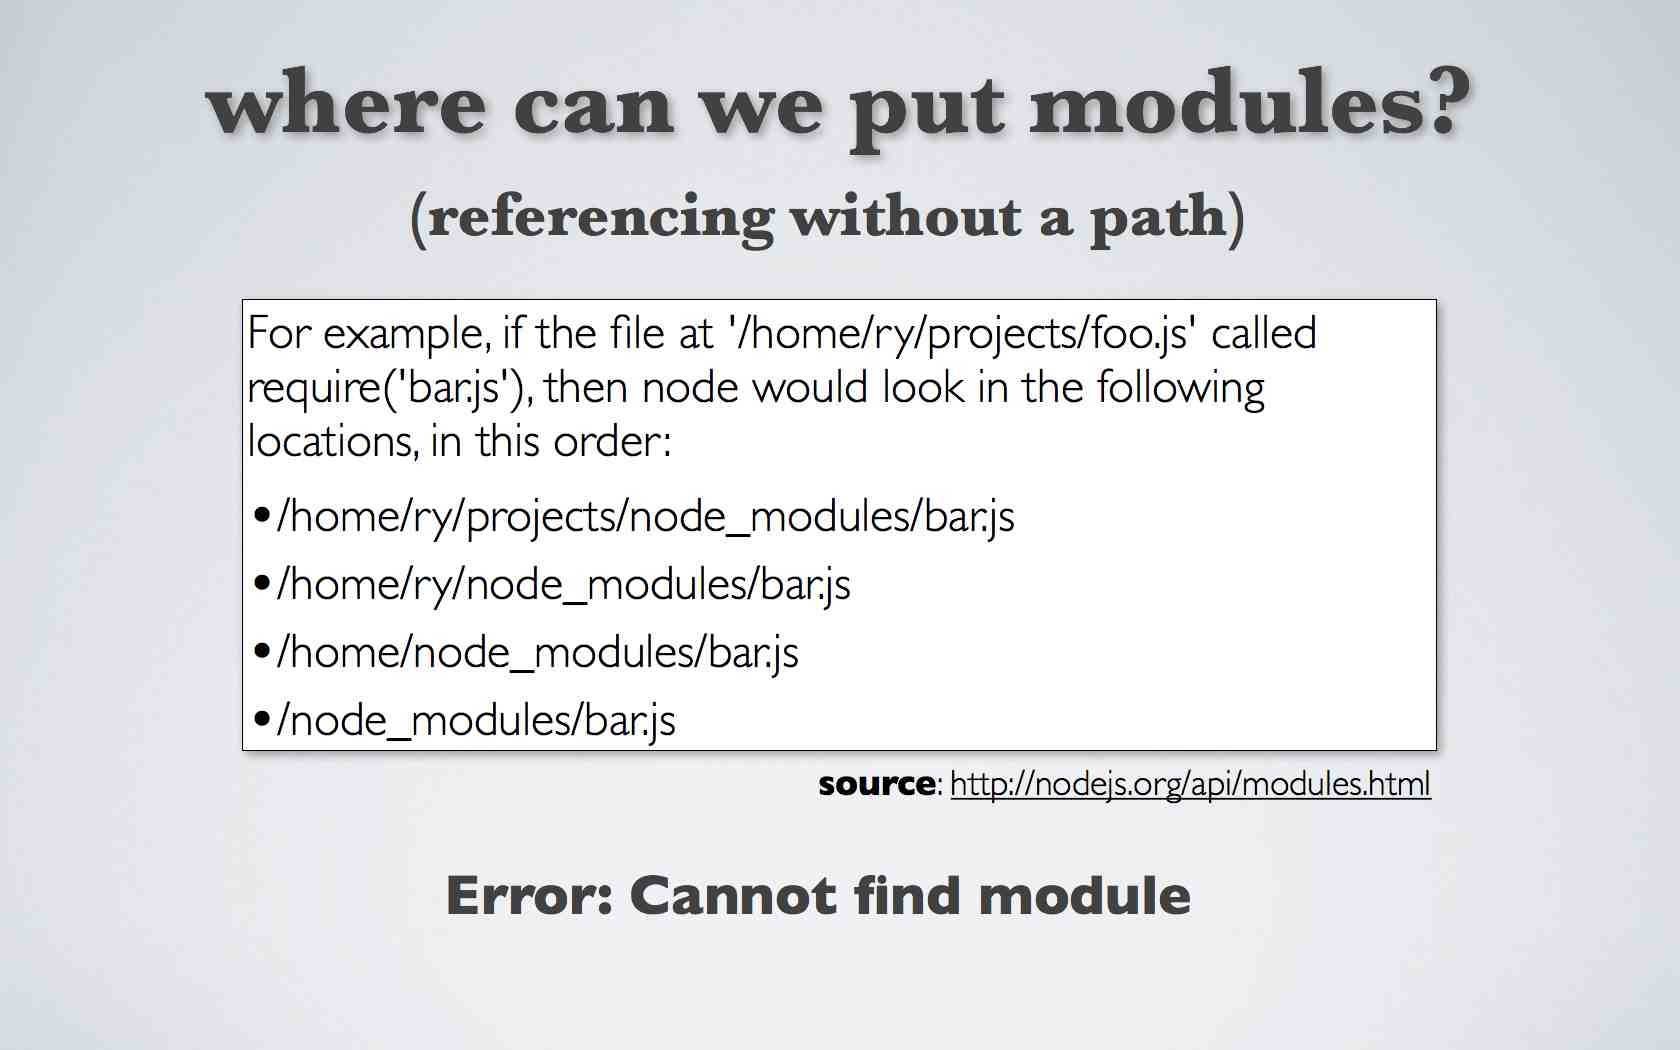 where can we put modules?
(referencing without a path)
For example, if the file at '/home/ry/projects/foo.js' called
require('bar.js'), then node would look in the following
locations, in this order:
•/home/ry/projects/node_modules/bar.js
•/home/ry/node_modules/bar.js
•/home/node_modules/bar.js
•/node_modules/bar.js
source: http://nodejs.org/api/modules.html
Error: Cannot find module